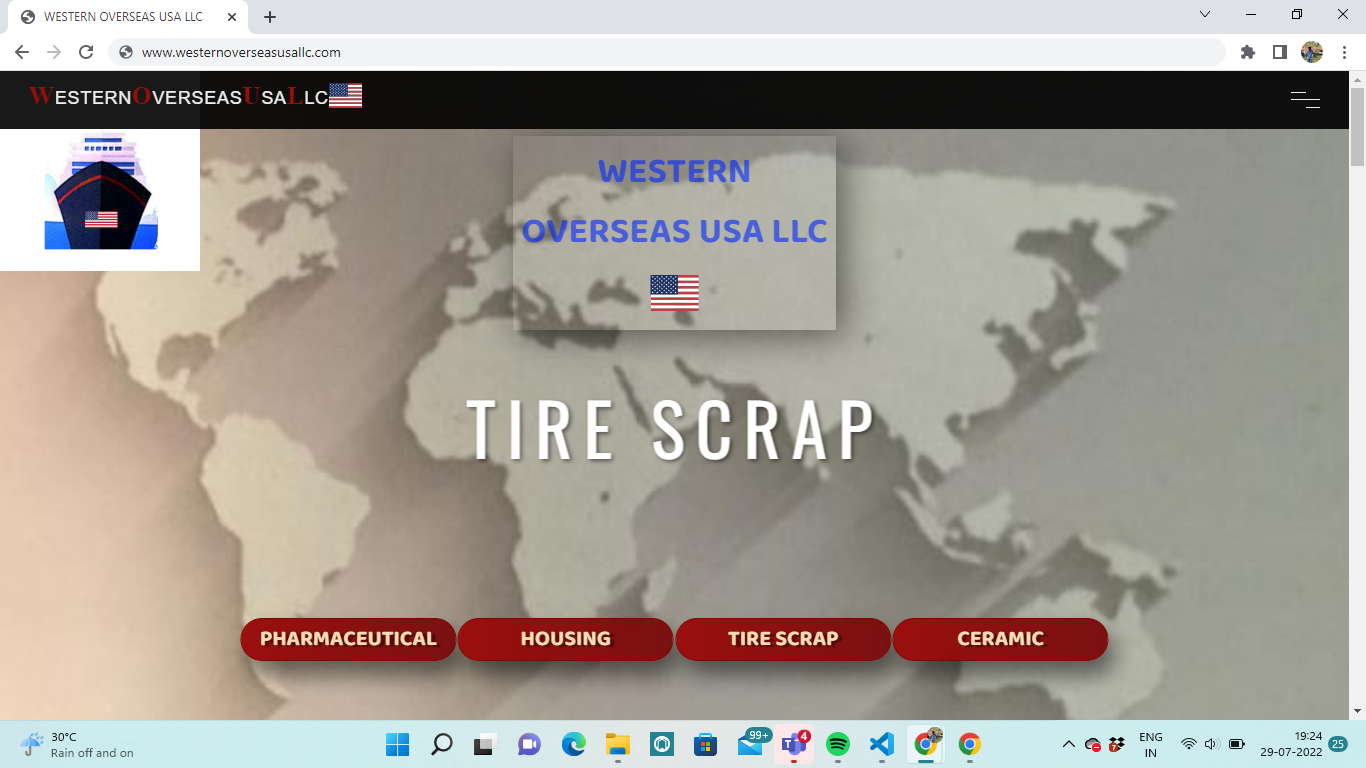 WESTERN OVERSEAS USA LLC
www.westernoverseasusallc.com
WESTERNOVERSEASUSALLC
WESTERN
OVERSEAS USA LLC
TIRE SCRAP
PHARMACEUTICAL HOUSING TIRE SCRAP CERAMIC
30°C
Rain off and on
99+
4
7
ENG
IN
19:24
29-07-2022
25